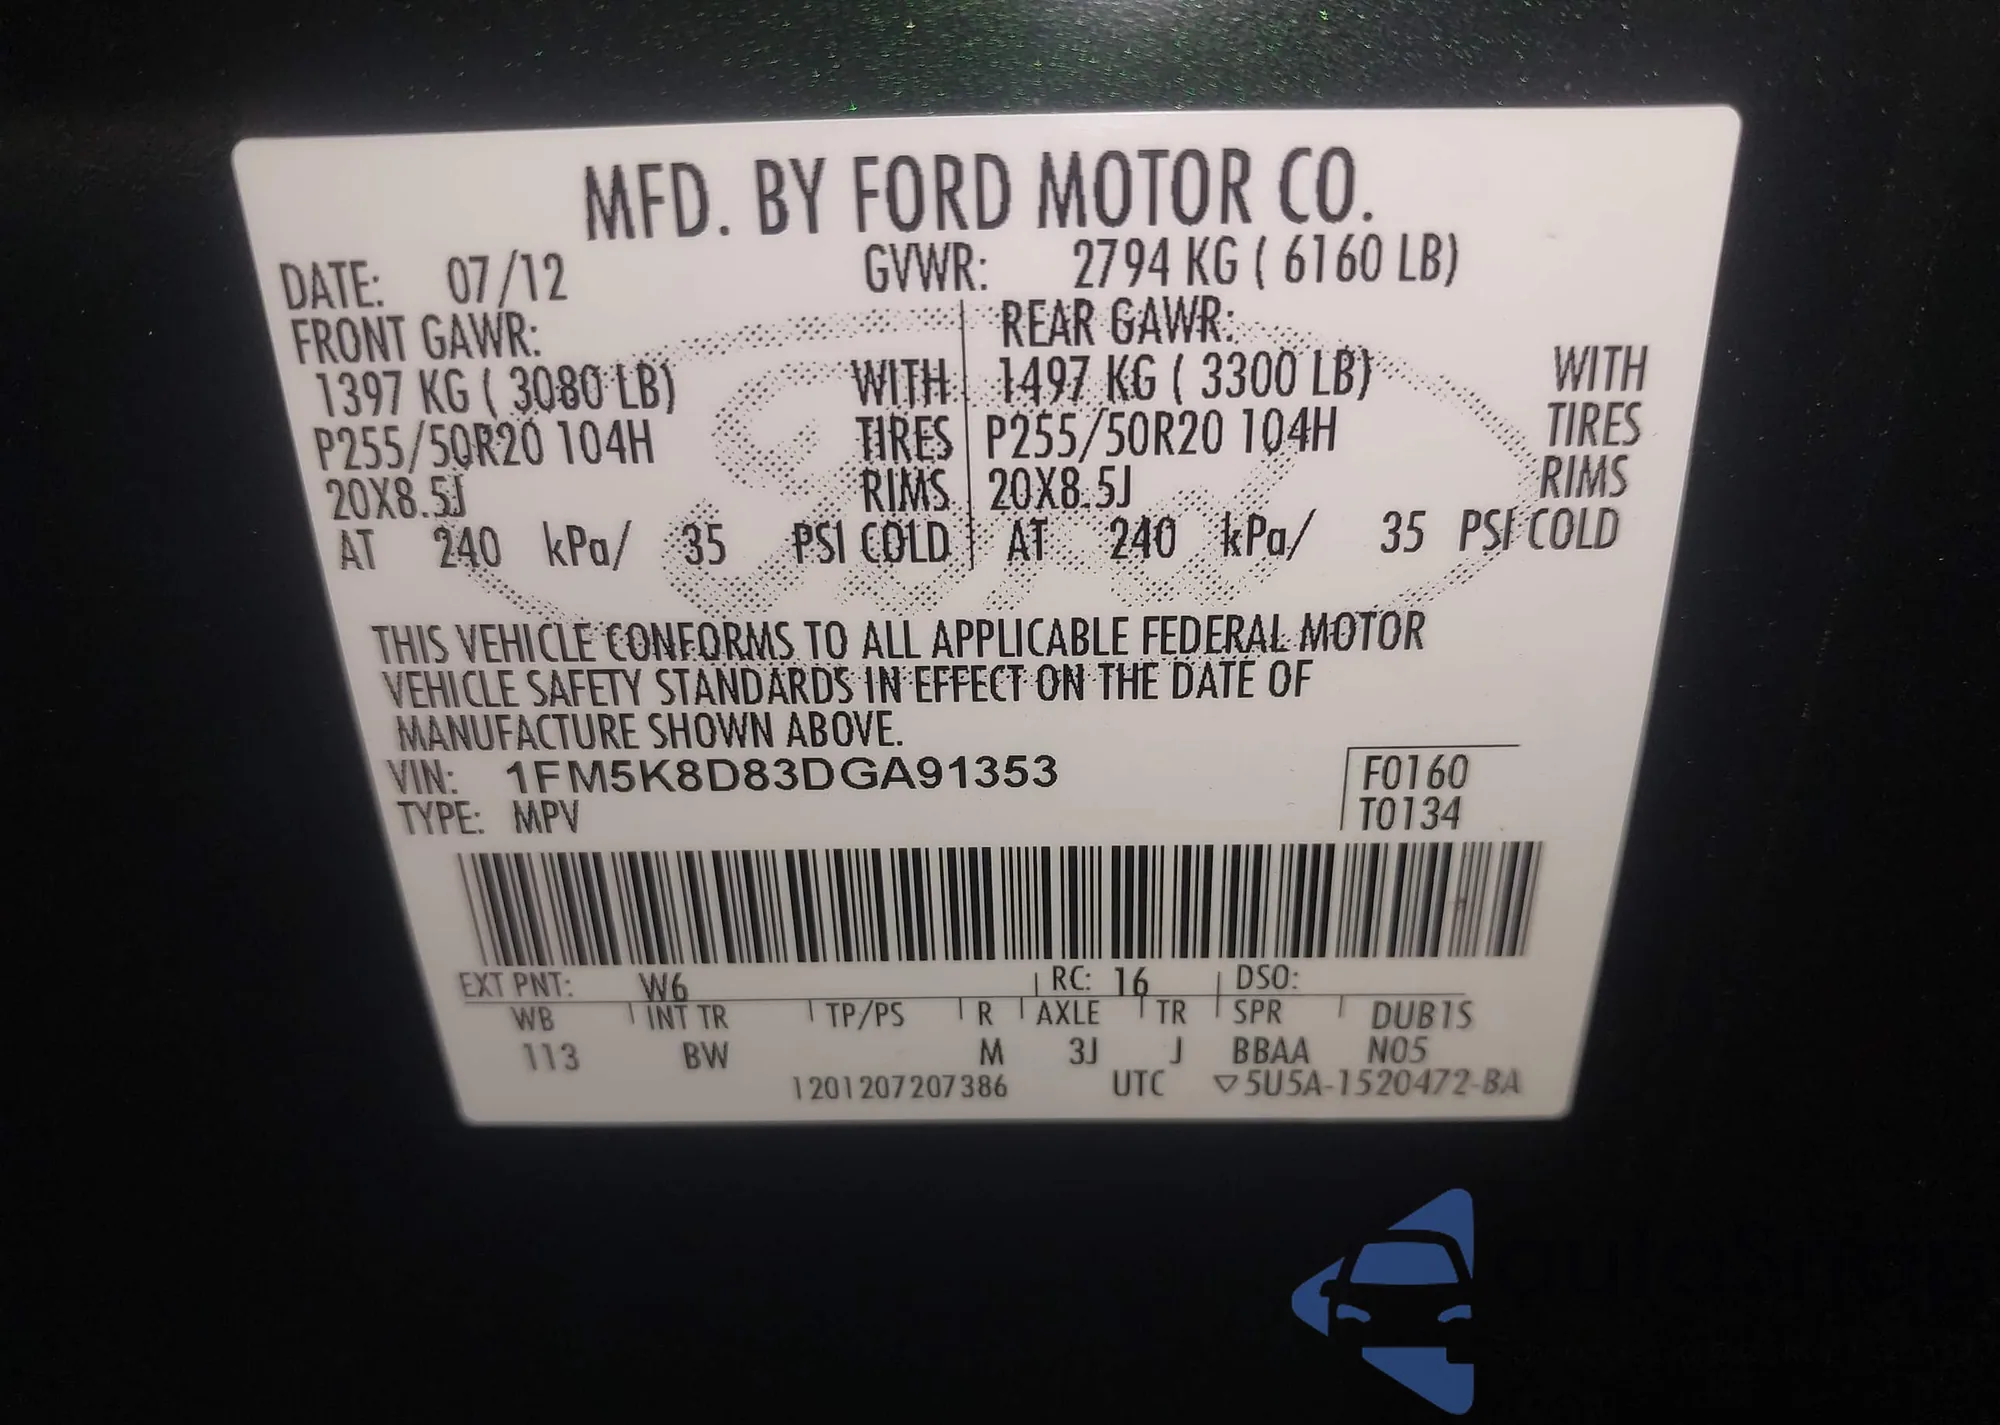 MFD. BY FORD MOTOR CO.
DATE: 07/12 GVWR: 2794 KG ( 6160 LB)
FRONT GAWR: REAR GAWR:
1397 KG ( 3080 LB) WITH 1497 KG ( 3300 LB) WITH
P255/50R20 104H TIRES P255/50R20 104H TIRES
20X8.5J RIMS 20X8.5J RIMS
AT 240 kPa/ 35 PSI COLD AT 240 kPa/ 35 PSI COLD
THIS VEHICLE CONFORMS TO ALL APPLICABLE FEDERAL MOTOR
VEHICLE SAFETY STANDARDS IN EFFECT ON THE DATE OF
MANUFACTURE SHOWN ABOVE.
VIN: 1FM5K8D83DGA91353 F0160
TYPE: MPV T0134
EXT PNT: W6 RC: 16 DSO:
WB INT TR TP/PS R AXLE TR SPR DUB1S
113 BW M 3J J BBAA N05
1201207207386 UTC ▽5U5A-1520472-BA